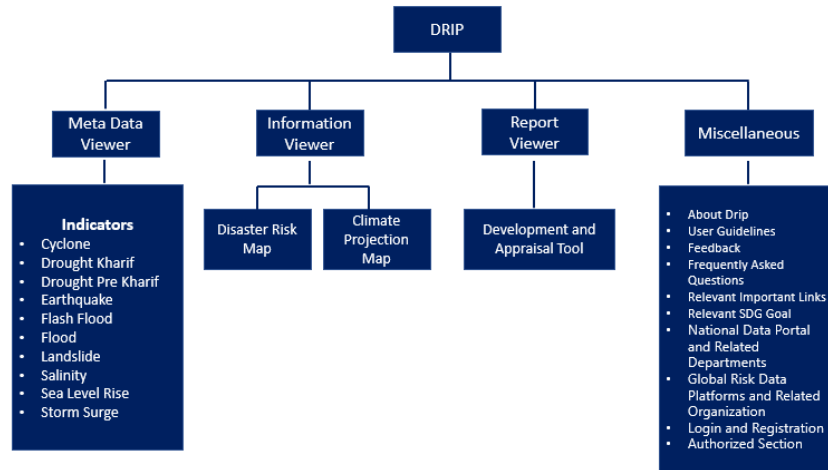 DRIP
Meta Data
Viewer
Information
Viewer
Report
Viewer
Miscellaneous
Indicators
• Cyclone
• Drought Kharif
• Drought Pre Kharif
• Earthquake
• Flash Flood
• Flood
• Landslide
• Salinity
• Sea Level Rise
• Storm Surge
Disaster Risk
Map
Climate
Projection
Map
Development and
Appraisal Tool
• About Drip
• User Guidelines
• Feedback
• Frequently Asked
Questions
• Relevant Important Links
• Relevant SDG Goal
• National Data Portal
and Related
Departments
• Global Risk Data
Platforms and Related
Organization
• Login and Registration
• Authorized Section